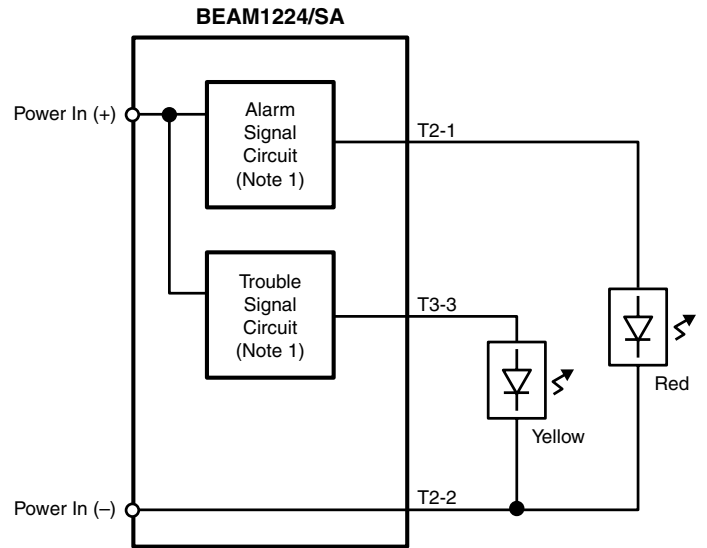 BEAM1224/SA
Power In (+)
Alarm
Signal
Circuit
(Note 1)
T2-1
Trouble
Signal
Circuit
(Note 1)
T3-3
Red
Yellow
Power In (–)
T2-2